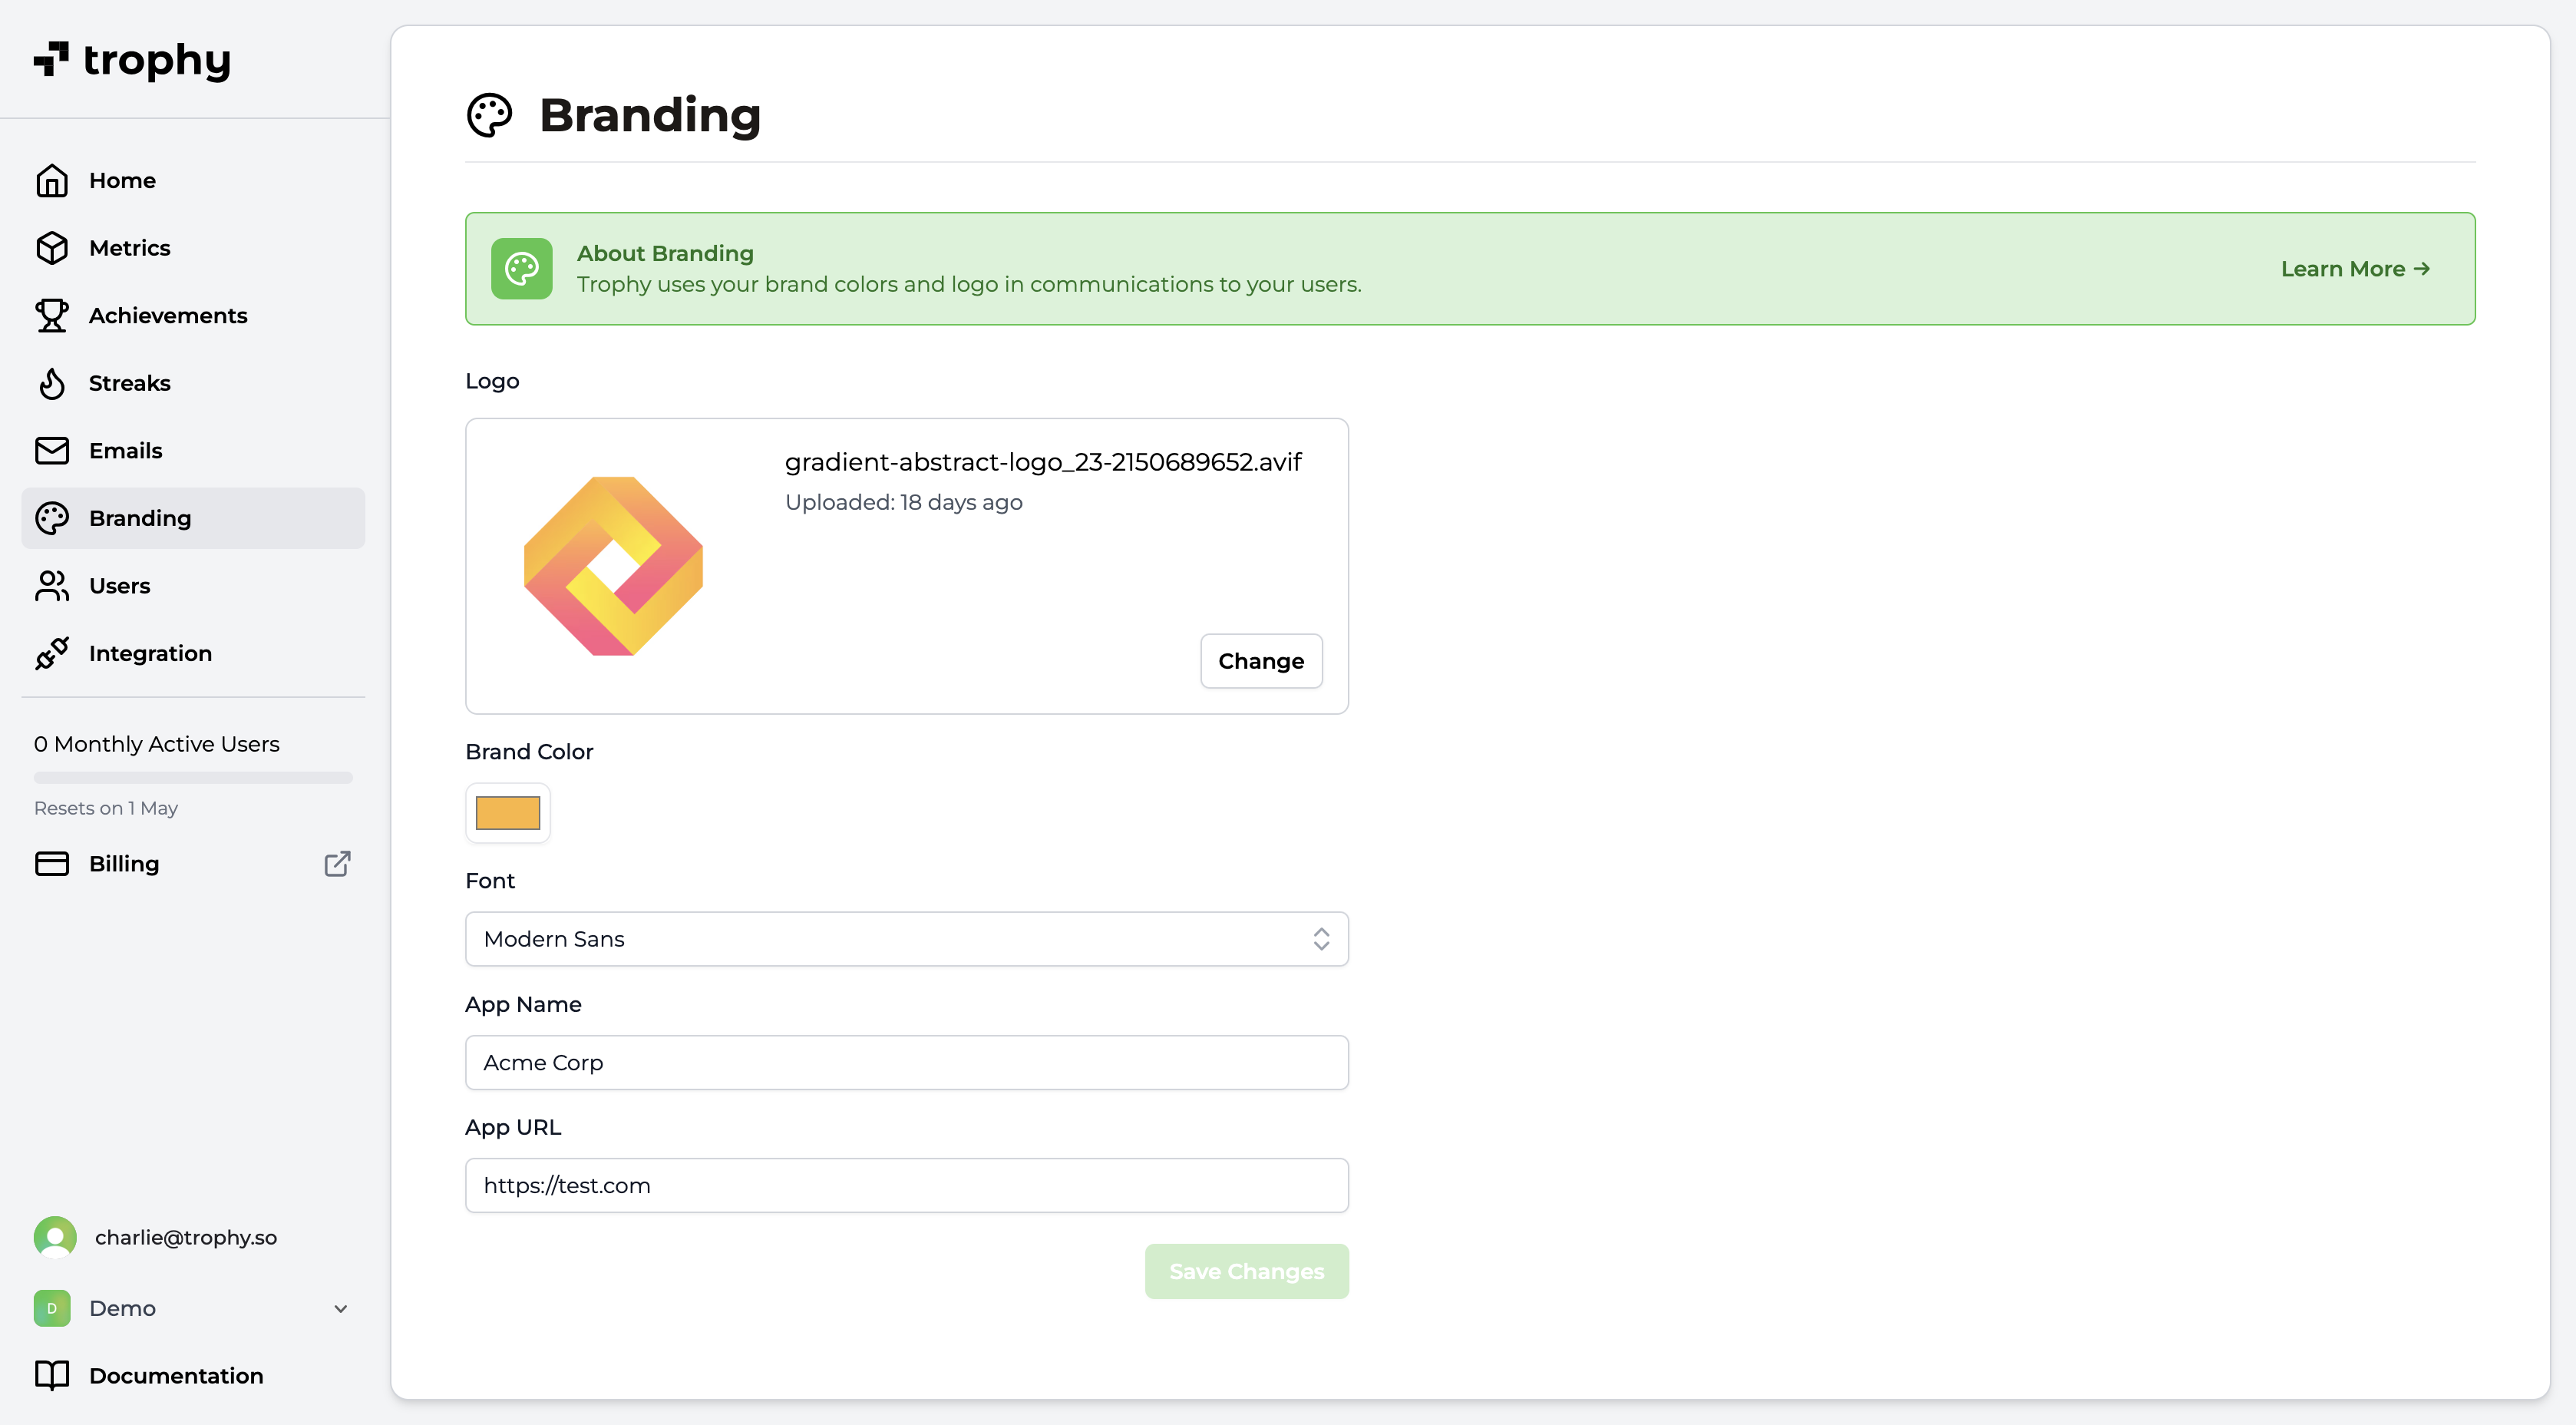 trophy
Home
Metrics
Achievements
Streaks
Emails
Branding
Users
Integration
0 Monthly Active Users
Resets on 1 May
Billing
charlie@trophy.so
D
Demo
Documentation
Branding
About Branding
Trophy uses your brand colors and logo in communications to your users.
Learn More →
Logo
gradient-abstract-logo_23-2150689652.avif
Uploaded: 18 days ago
Change
Brand Color
Font
Modern Sans
App Name
Acme Corp
App URL
https://test.com
Save Changes